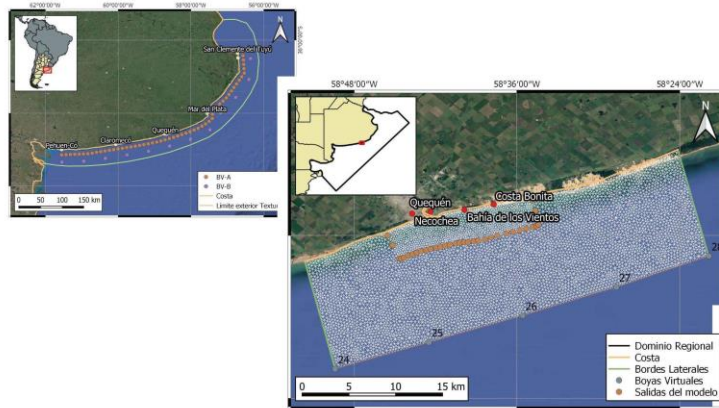 62°00'00"W 60°00'00"W 58°00'00"W 56°00'00"W
N
San Clemente del Tuyú
Mar del Plata
Quequén
Claromecó
Pehuen-Có
BV-A
BV-B
Costa
Límite exterior Textu
0 50 100 150 km
58°48'00"W 58°36'00"W 58°24'00"W
N
Costa Bonita
Quequén
Bahía de los Vientos
Necochea
24
25
26
27
28
Dominio Regional
Costa
Bordes Laterales
Boyas Virtuales
Salidas del modelo
0 5 10 15 km